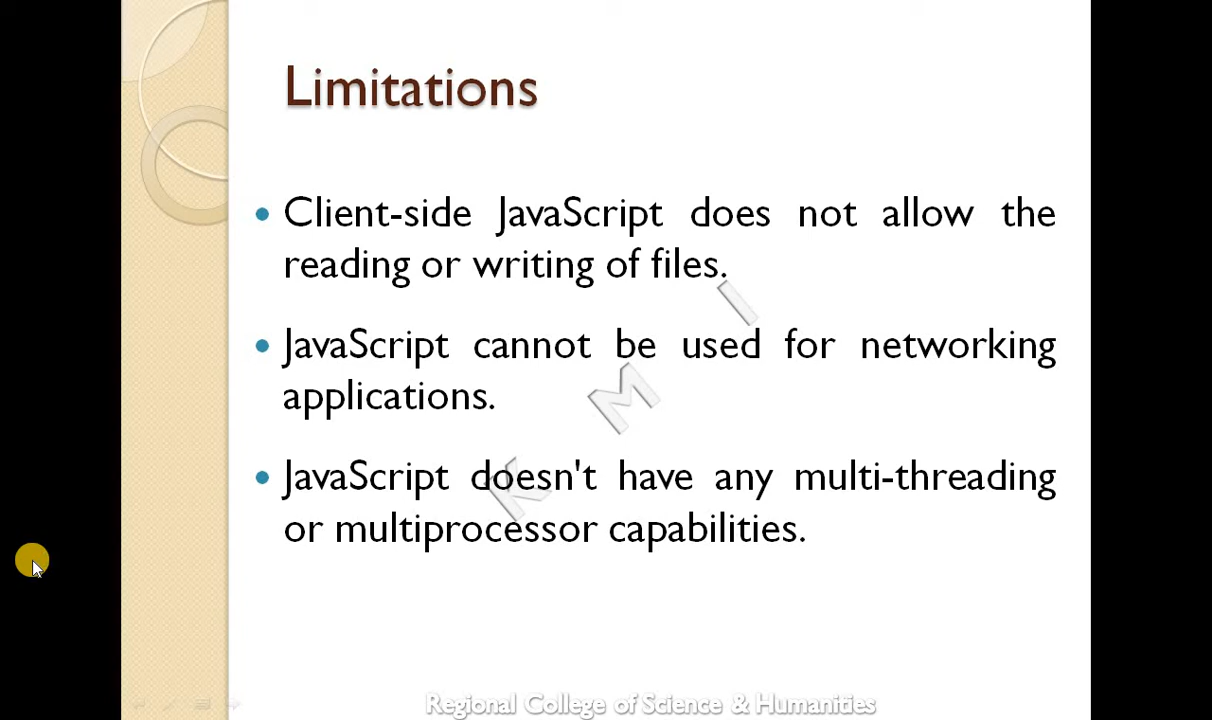 Limitations
Client-side JavaScript does not allow the
reading or writing of files.
JavaScript cannot be used for networking
applications.
JavaScript doesn't have any multi-threading
or multiprocessor capabilities.
K M I
Regional College of Science & Humanities